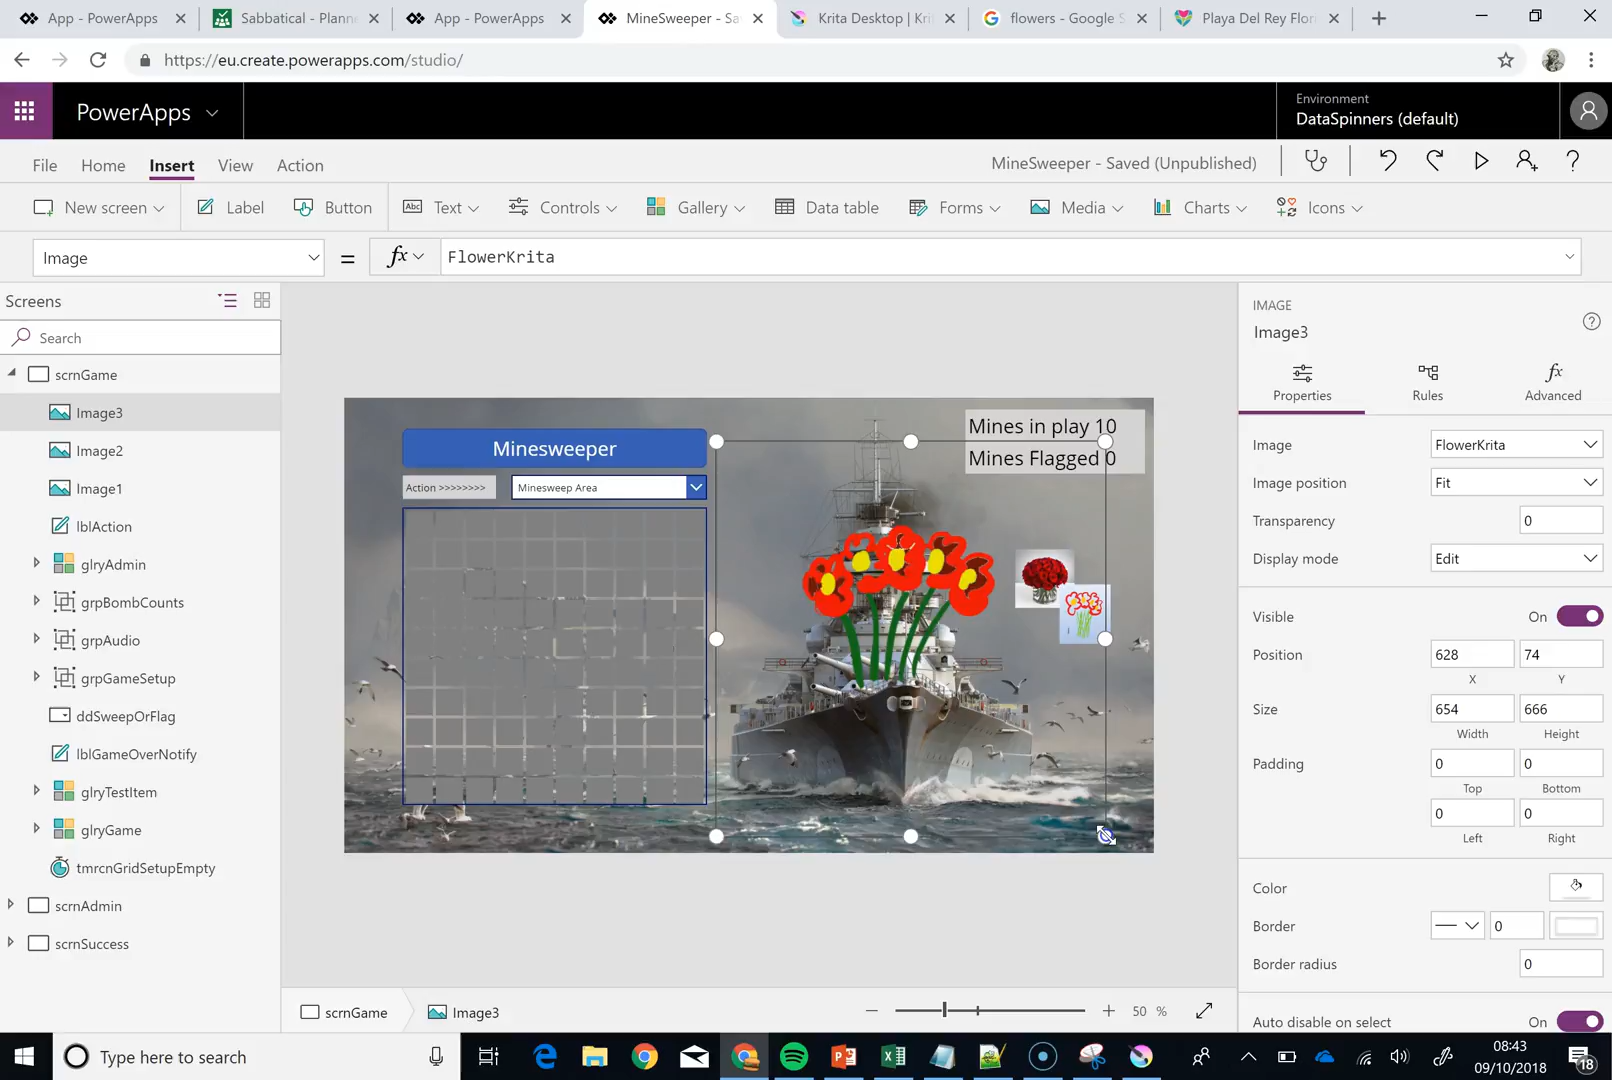 App - PowerApps
Sabbatical - Planne
App - PowerApps
MineSweeper - Sa
Krita Desktop | Kri
flowers - Google S
Playa Del Rey Flor
https://eu.create.powerapps.com/studio/
PowerApps
Environment
DataSpinners (default)
File
Home
Insert
View
Action
MineSweeper - Saved (Unpublished)
New screen
Label
Button
Abc
Text
Controls
Gallery
Data table
Forms
Media
Charts
Icons
Image
=
fx
FlowerKrita
Screens
Search
scrnGame
Image3
Image2
Image1
lblAction
glryAdmin
grpBombCounts
grpAudio
grpGameSetup
ddSweepOrFlag
lblGameOverNotify
glryTestItem
glryGame
tmrcnGridSetupEmpty
scrnAdmin
scrnSuccess
Minesweeper
Action >>>>>>>>
Minesweep Area
Mines in play 10
Mines Flagged 0
scrnGame
Image3
50 %
IMAGE
Image3
Properties
Rules
fx
Advanced
Image
FlowerKrita
Image position
Fit
Transparency
0
Display mode
Edit
Visible
On
Position
628
74
X
Y
Size
654
666
Width
Height
Padding
0
0
Top
Bottom
0
0
Left
Right
Color
Border
0
Border radius
0
Auto disable on select
On
Type here to search
08:43
09/10/2018
18